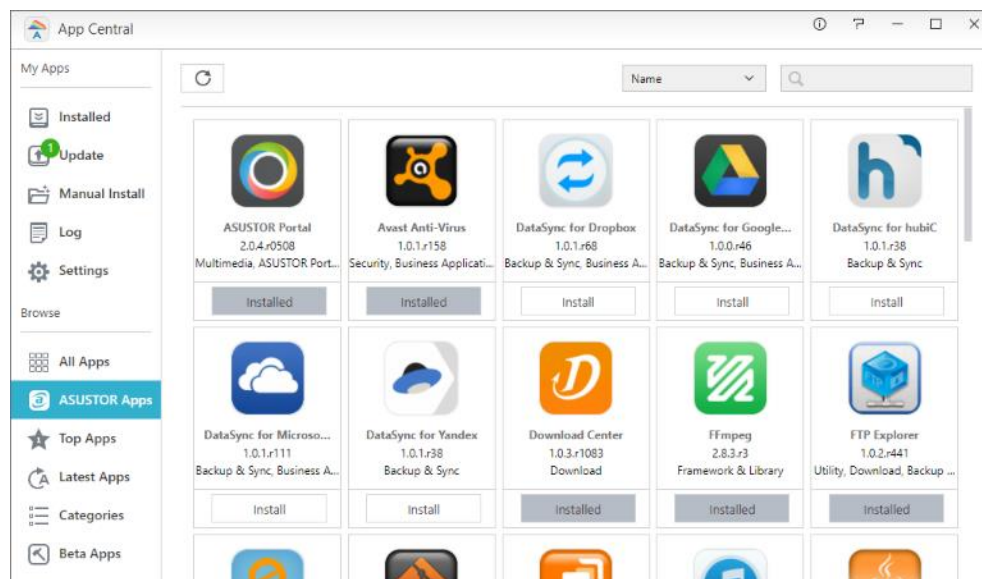 App Central
My Apps
Name
Installed
1
Update
Manual Install
Log
Settings
Browse
All Apps
ASUSTOR Apps
Top Apps
Latest Apps
Categories
Beta Apps
ASUSTOR Portal
2.0.4.r0508
Multimedia, ASUSTOR Port...
Installed
Avast Anti-Virus
1.0.1.r158
Security, Business Applicati...
Installed
DataSync for Dropbox
1.0.1.r68
Backup & Sync, Business A...
Install
DataSync for Google...
1.0.0.r46
Backup & Sync, Business A...
Install
DataSync for hubiC
1.0.1.r38
Backup & Sync
Install
DataSync for Microso...
1.0.1.r111
Backup & Sync, Business A...
Install
DataSync for Yandex
1.0.1.r38
Backup & Sync
Install
Download Center
1.0.3.r1083
Download
Installed
FFmpeg
2.8.3.r3
Framework & Library
Installed
FTP Explorer
1.0.2.r441
Utility, Download, Backup ...
Installed